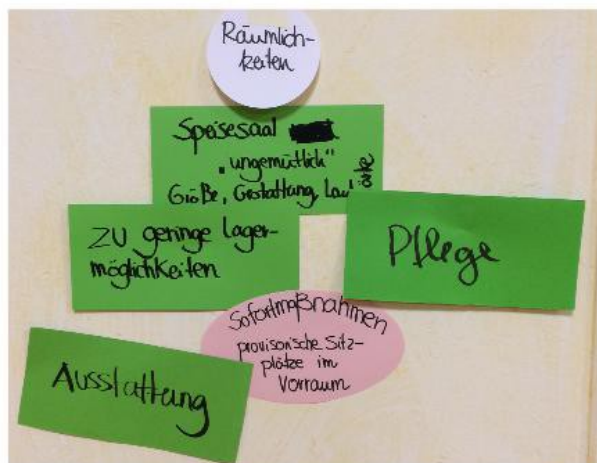 Räumlich-
keiten
Speisesaal
"ungemütlich"
Größe, Gestaltung, Lautstärke
zu geringe Lager-
möglichkeiten
Pflege
Sofortmaßnahmen
provisorische Sitz-
plätze im
Vorraum
Ausstattung